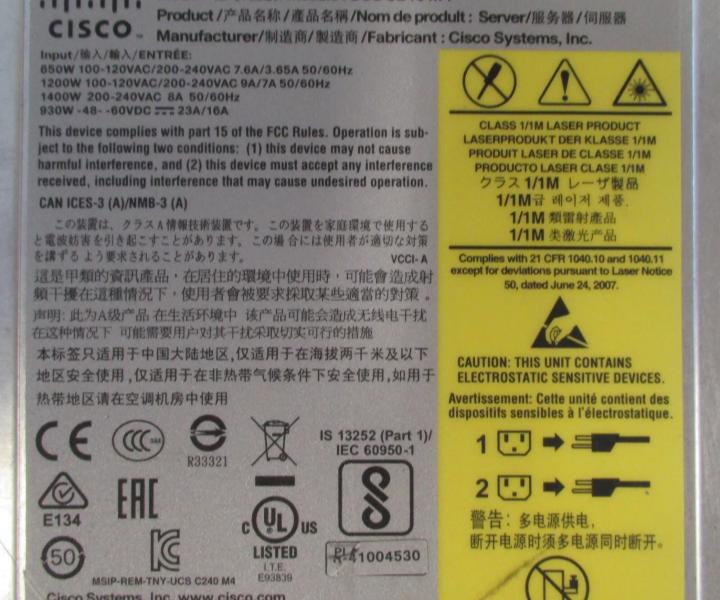 CISCO
Product /产品名称 /產品名稱 /Nom de produlт: Server/服务器 /伺服器
Manufacturer/制造商 /製造商 /Fabricant : Cisco Systems, Inc.
Input /输入 /輸入 /ENTRÉE:
650W 100-120VAC/200-240VAC 7.6A/3.65A 50/60Hz
1200W 100-120VAC/200-240VAC 9A/7A 50/60Hz
1400W 200-240VAC 8A 50/60Hz
930W -48- -60VDC 23A/16A
This device complies with part 15 of the FCC Rules. Operation is sub-
ject to the following two conditions: (1) this device may not cause
harmful interference, and (2) this device must accept any interference
received, including interference that may cause undesired operation.
CAN ICES-3 (A)/NMB-3 (A)
この装置は、クラスA情報技術装置です。この装置を家庭環境で使用する
と電波妨害を引き起こすことがあります。この場合には使用者が適切な対策
を講ずるよう要求されることがあります。 VCCI- A
這是甲類的資訊產品，在居住的環境中使用時，可能會造成射
頻干擾在這種情況下，使用者會被要求採取某些適當的對策。
声明: 此为A级产品 在生活环境中 该产品可能会造成无线电干扰
在这种情况下 可能需要用户对其干扰采取切实可行的措施
本标签只适用于中国大陆地区,仅适用于在海拔两千米及以下
地区安全使用,仅适用于在非热带气候条件下安全使用,如用于
热带地区请在空调机房中使用
CE
CCC
R33321
IS 13252 (Part 1)/
IEC 60950-1
E134
EAC
50
C UL US
LISTED
I.T.E.
E93839
R-41004530
MSIP-REM-TNY-UCS C240 M4
Cisco Systems, Inc. www.cisco.com
CLASS 1/1M LASER PRODUCT
LASERPRODUKT DER KLASSE 1/1M
PRODUIT LASER DE CLASSE 1/1M
PRODUCTO LASER CLASE 1/1M
クラス 1/1M レーザ製品
1/1M급 레이저 제품.
1/1M 類雷射產品
1/1M 类激光产品
Complies with 21 CFR 1040.10 and 1040.11
except for deviations pursuant to Laser Notice
50, dated June 24, 2007.
CAUTION: THIS UNIT CONTAINS
ELECTROSTATIC SENSITIVE DEVICES.
Avertissement: Cette unité contient des
dispositifs sensibles à l'électrostatique.
1
2
警告: 多电源供电,
断开电源时须多电源同时断开。